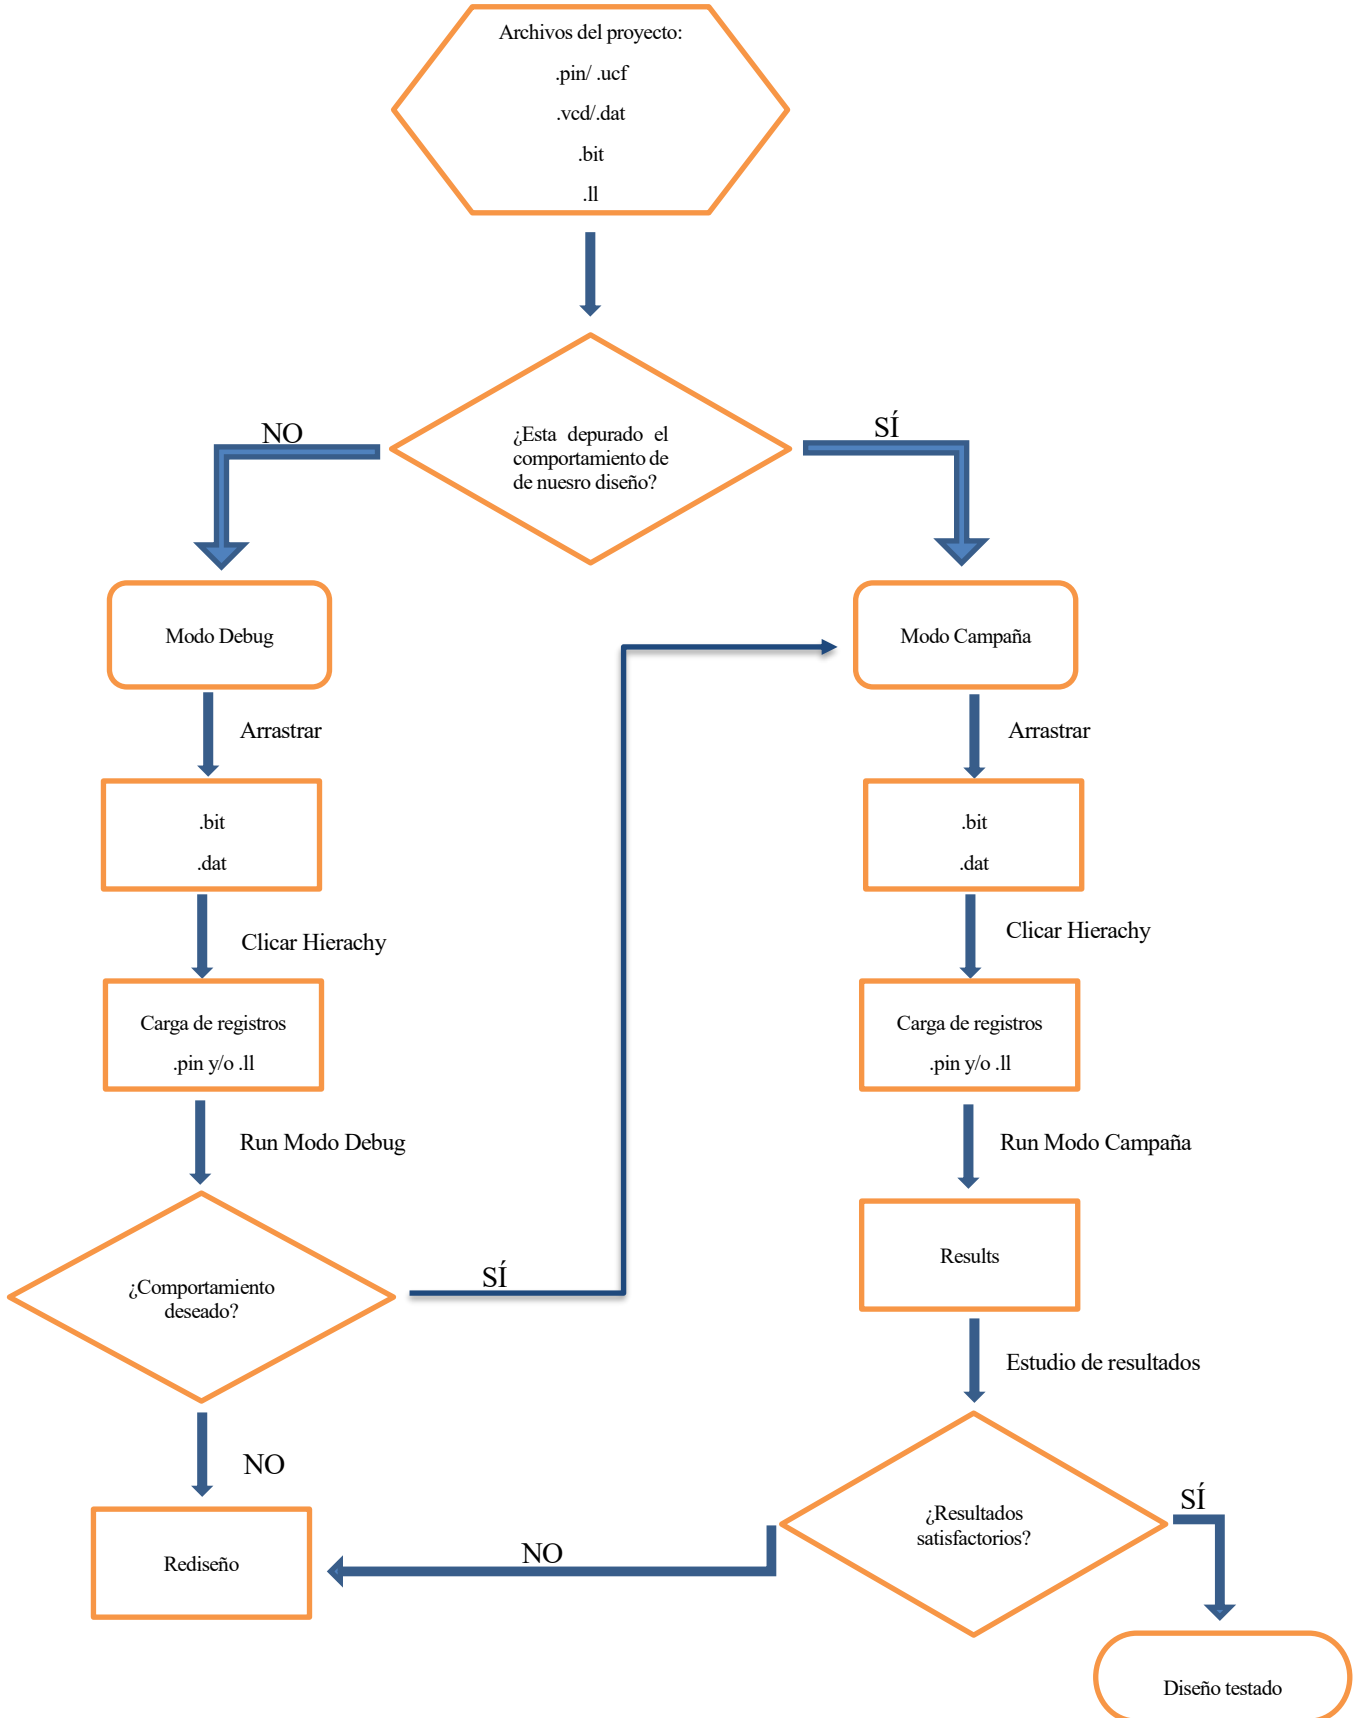 Archivos del proyecto:
.pin/ .ucf
.vcd/.dat
.bit
.ll
NO
SÍ
¿Esta depurado el
comportamiento de
de nuesro diseño?
Modo Debug
Modo Campaña
Arrastrar
Arrastrar
.bit
.dat
.bit
.dat
Clicar Hierachy
Clicar Hierachy
Carga de registros
.pin y/o .ll
Carga de registros
.pin y/o .ll
Run Modo Debug
Run Modo Campaña
¿Comportamiento
deseado?
SÍ
Results
Estudio de resultados
NO
¿Resultados
satisfactorios?
SÍ
NO
Rediseño
Diseño testado